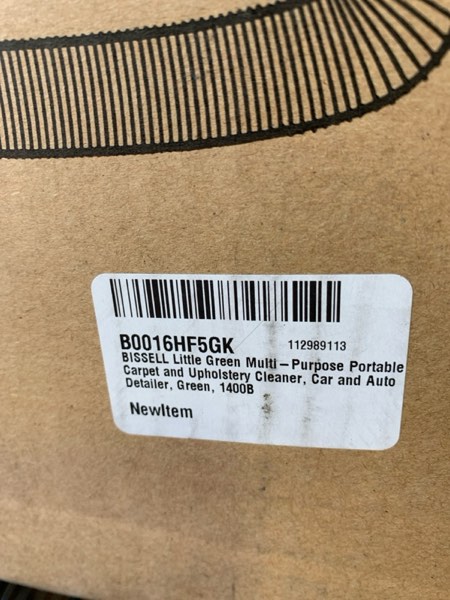 B0016HF5GK 112989113
BISSELL Little Green Multi-Purpose Portable
Carpet and Upholstery Cleaner, Car and Auto
Detailer, Green, 1400B
NewItem